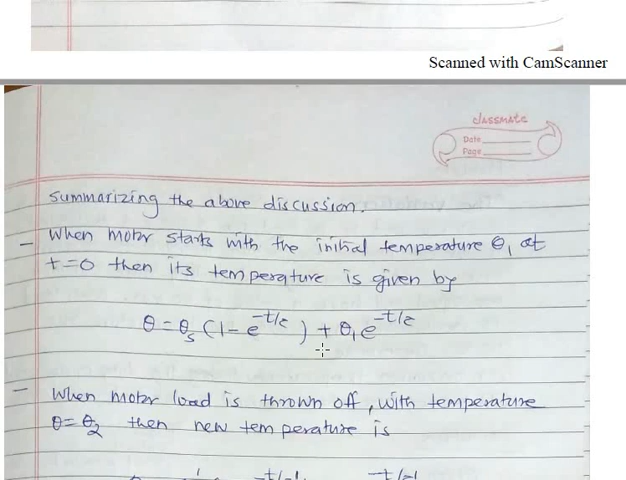 Scanned with CamScanner
classmate
Date
Page
Summarizing the above discussion.
– When motor starts with the initial temperature θ₁ at
t=0 then its temperature is given by
θ = θₛ (1 - e^(-t/τ)) + θ₁ e^(-t/τ)
– When motor load is thrown off, with temperature
θ = θ₂ then new temperature is